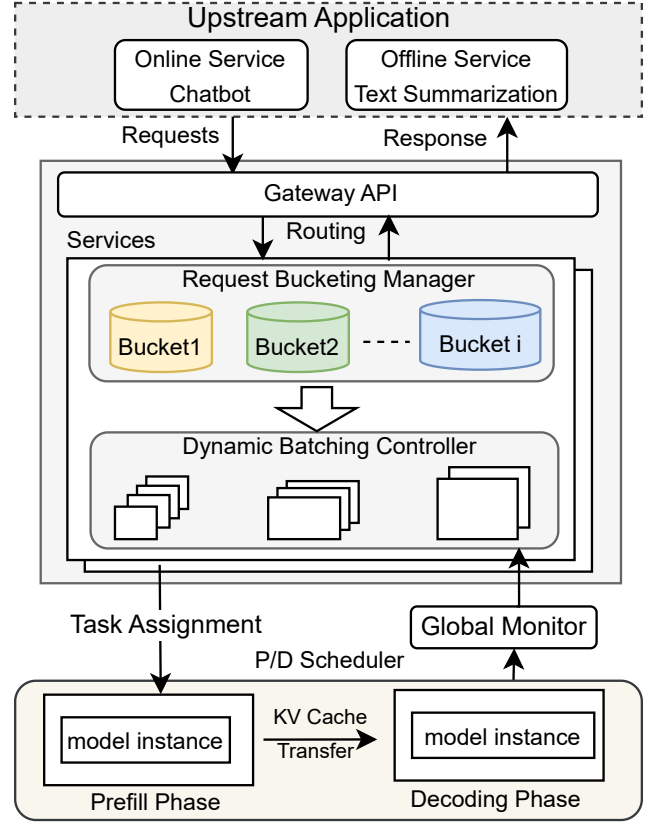 Upstream Application
Online Service
Chatbot
Offline Service
Text Summarization
Requests
Response
Gateway API
Routing
Services
Request Bucketing Manager
Bucket1
Bucket2
Bucket i
Dynamic Batching Controller
Task Assignment
Global Monitor
P/D Scheduler
model instance
KV Cache
Transfer
model instance
Prefill Phase
Decoding Phase